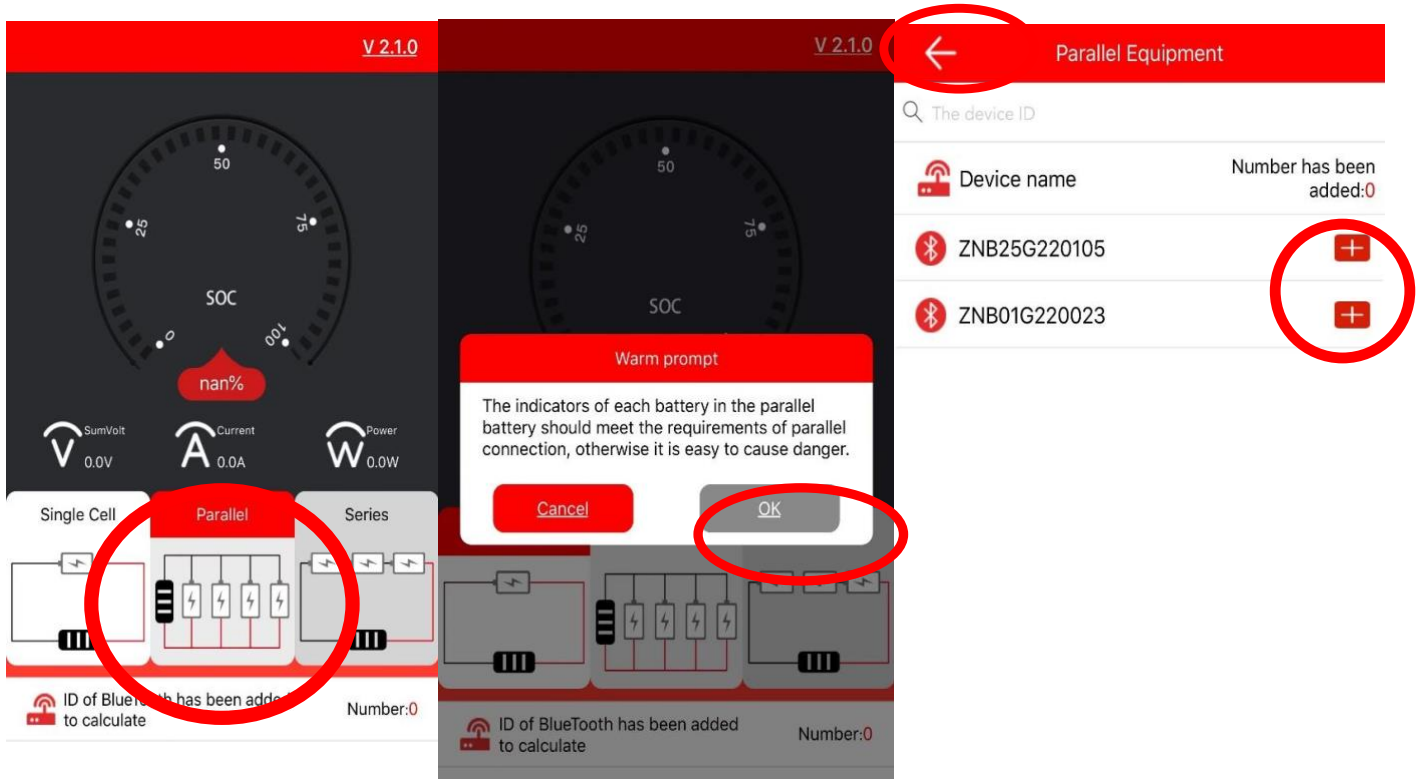 V 2.1.0
50
25
75
SOC
0
100
nan%
SumVolt
0.0V
Current
0.0A
Power
0.0W
V
A
W
Single Cell
Parallel
Series
ID of BlueTooth has been added
to calculate
Number:0
V 2.1.0
50
25
75
SOC
Warm prompt
The indicators of each battery in the parallel
battery should meet the requirements of parallel
connection, otherwise it is easy to cause danger.
Cancel
OK
ID of BlueTooth has been added
to calculate
Number:0
Parallel Equipment
The device ID
Device name
Number has been
added:0
ZNB25G220105
ZNB01G220023